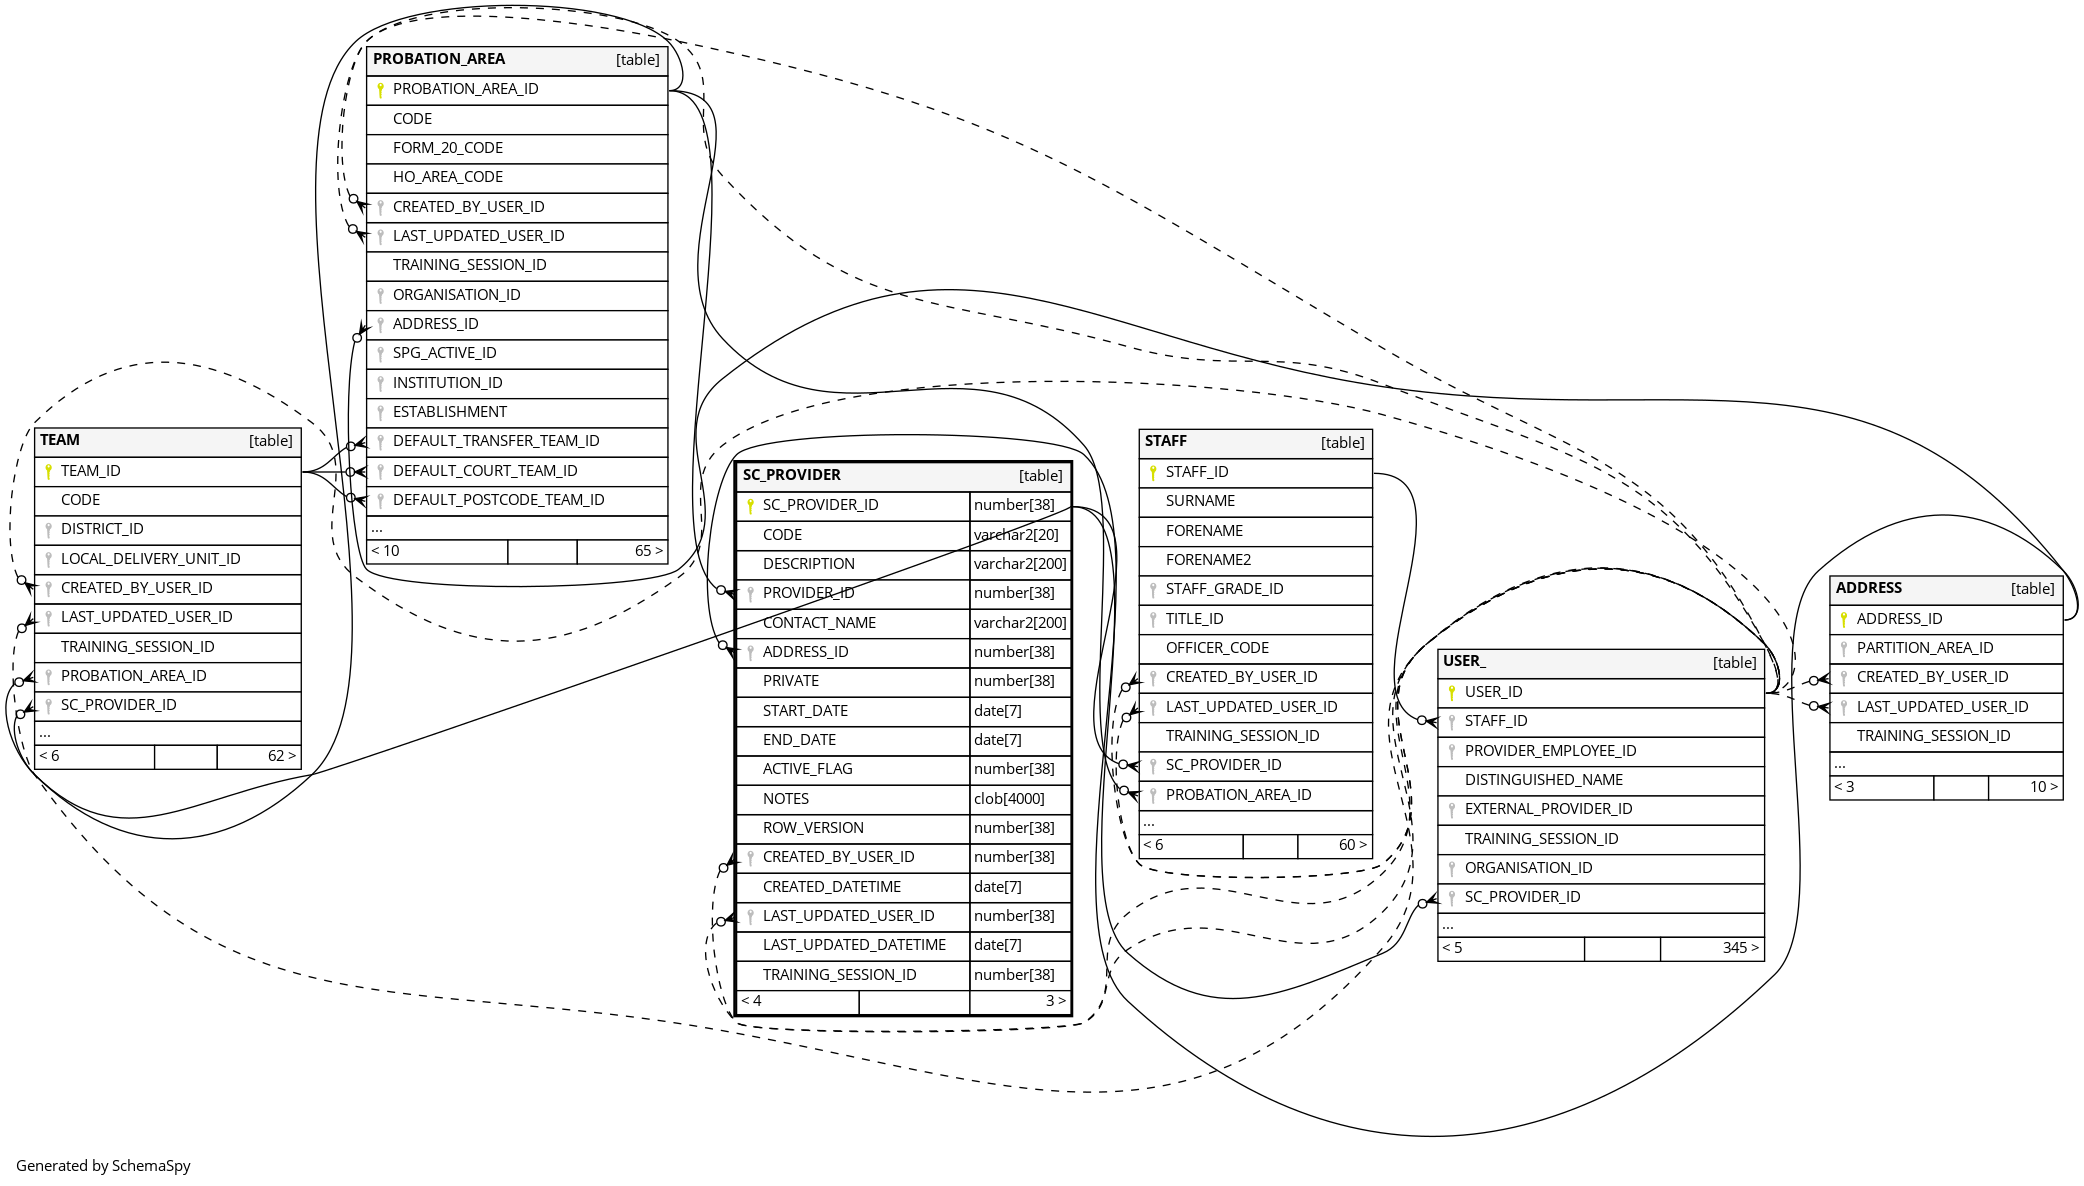 PROBATION_AREA [table]
PROBATION_AREA_ID
CODE
FORM_20_CODE
HO_AREA_CODE
CREATED_BY_USER_ID
LAST_UPDATED_USER_ID
TRAINING_SESSION_ID
ORGANISATION_ID
ADDRESS_ID
SPG_ACTIVE_ID
INSTITUTION_ID
ESTABLISHMENT
DEFAULT_TRANSFER_TEAM_ID
DEFAULT_COURT_TEAM_ID
DEFAULT_POSTCODE_TEAM_ID
...
< 10 65 >
TEAM [table]
TEAM_ID
CODE
DISTRICT_ID
LOCAL_DELIVERY_UNIT_ID
CREATED_BY_USER_ID
LAST_UPDATED_USER_ID
TRAINING_SESSION_ID
PROBATION_AREA_ID
SC_PROVIDER_ID
...
< 6 62 >
SC_PROVIDER [table]
SC_PROVIDER_ID number[38]
CODE varchar2[20]
DESCRIPTION varchar2[200]
PROVIDER_ID number[38]
CONTACT_NAME varchar2[200]
ADDRESS_ID number[38]
PRIVATE number[38]
START_DATE date[7]
END_DATE date[7]
ACTIVE_FLAG number[38]
NOTES clob[4000]
ROW_VERSION number[38]
CREATED_BY_USER_ID number[38]
CREATED_DATETIME date[7]
LAST_UPDATED_USER_ID number[38]
LAST_UPDATED_DATETIME date[7]
TRAINING_SESSION_ID number[38]
< 4 3 >
STAFF [table]
STAFF_ID
SURNAME
FORENAME
FORENAME2
STAFF_GRADE_ID
TITLE_ID
OFFICER_CODE
CREATED_BY_USER_ID
LAST_UPDATED_USER_ID
TRAINING_SESSION_ID
SC_PROVIDER_ID
PROBATION_AREA_ID
...
< 6 60 >
USER_ [table]
USER_ID
STAFF_ID
PROVIDER_EMPLOYEE_ID
DISTINGUISHED_NAME
EXTERNAL_PROVIDER_ID
TRAINING_SESSION_ID
ORGANISATION_ID
SC_PROVIDER_ID
...
< 5 345 >
ADDRESS [table]
ADDRESS_ID
PARTITION_AREA_ID
CREATED_BY_USER_ID
LAST_UPDATED_USER_ID
TRAINING_SESSION_ID
...
< 3 10 >
Generated by SchemaSpy